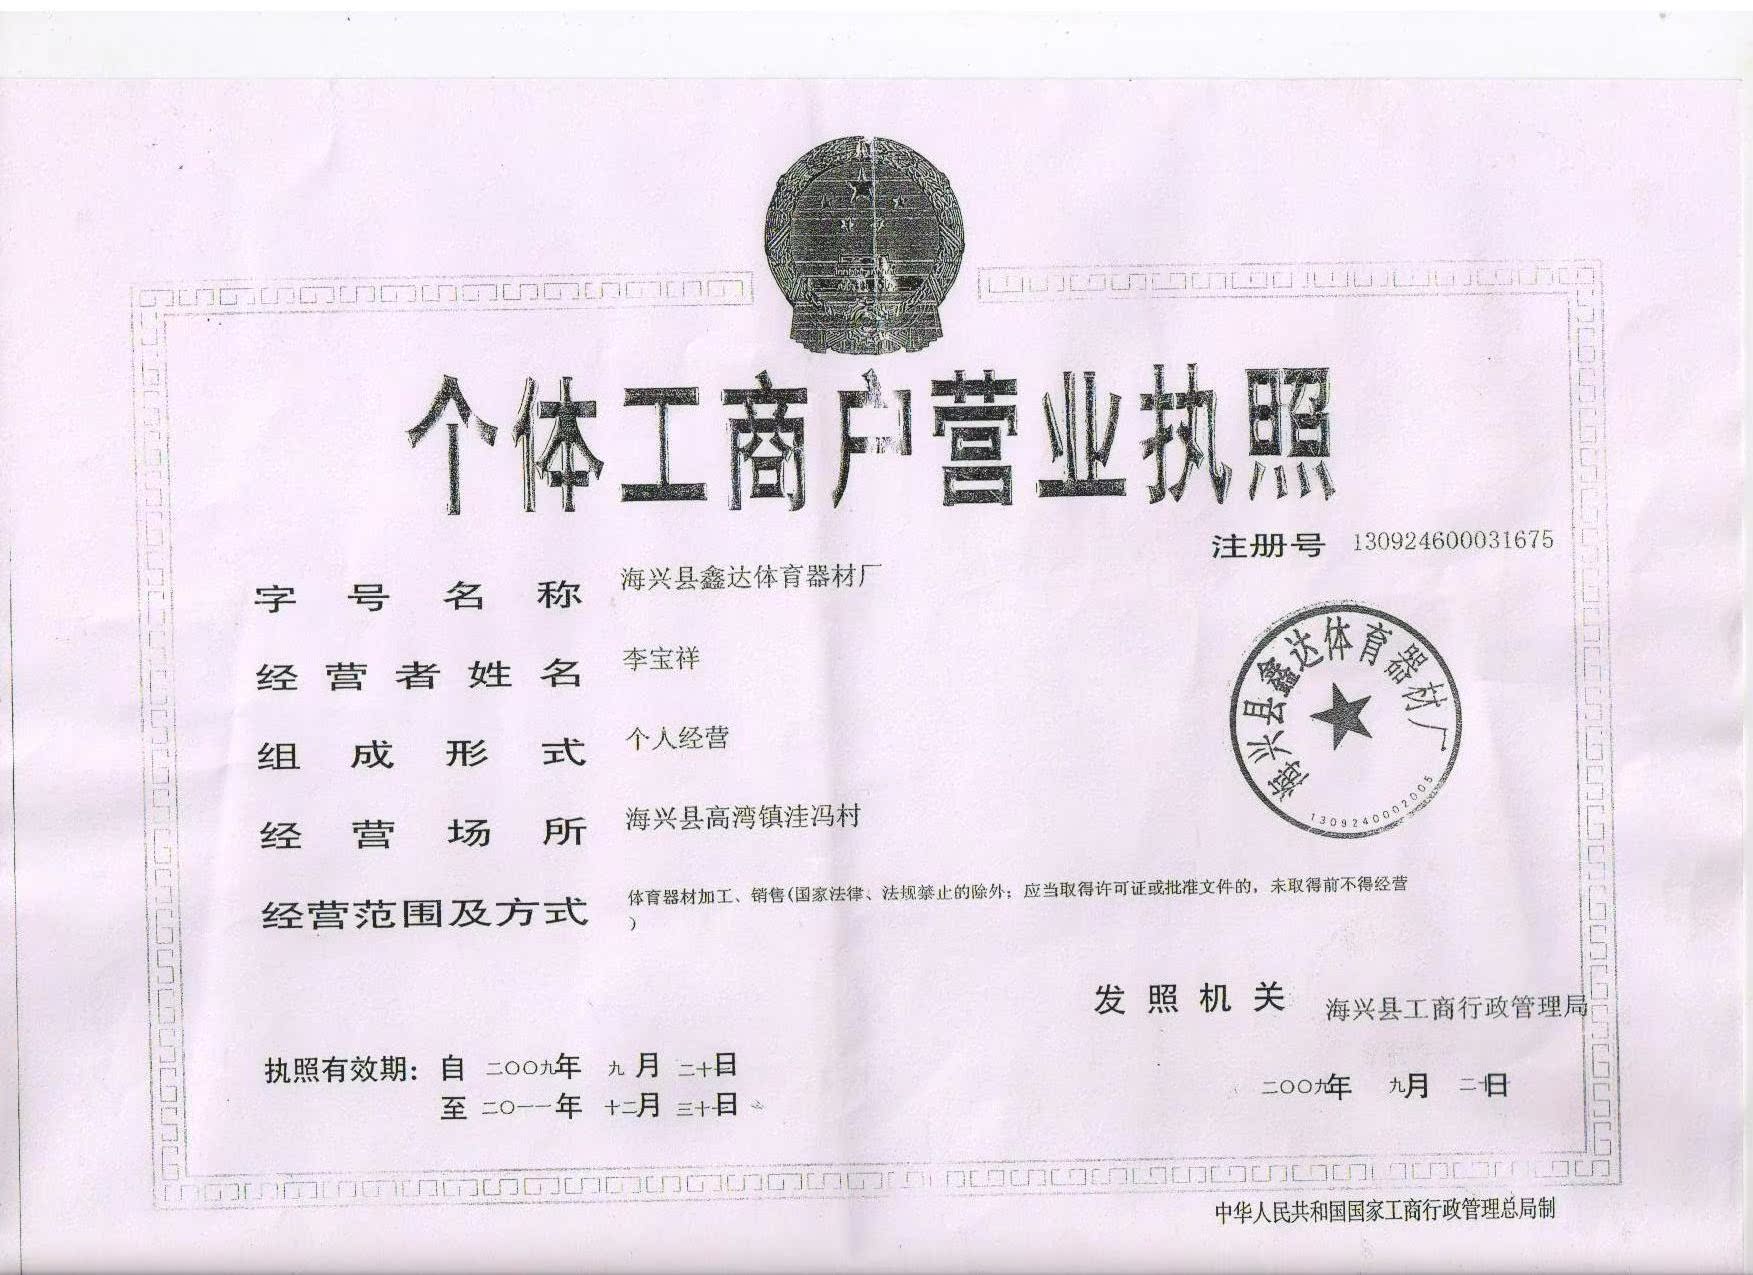 个体工商户营业执照
注册号 130924600031675
字号名称 海兴县鑫达体育器材厂
经营者姓名 李宝祥
组成形式 个人经营
经营场所 海兴县高湾镇洼冯村
经营范围及方式 体育器材加工、销售(国家法律、法规禁止的除外；应当取得许可证或批准文件的，未取得前不得经营
)
海兴县鑫达体育器材厂
1309240002005
发照机关 海兴县工商行政管理局
执照有效期：自 二〇〇九年 九月 二十日
至 二〇一一年 十二月 三十日
二〇〇九年 九月 二十日
中华人民共和国国家工商行政管理总局制